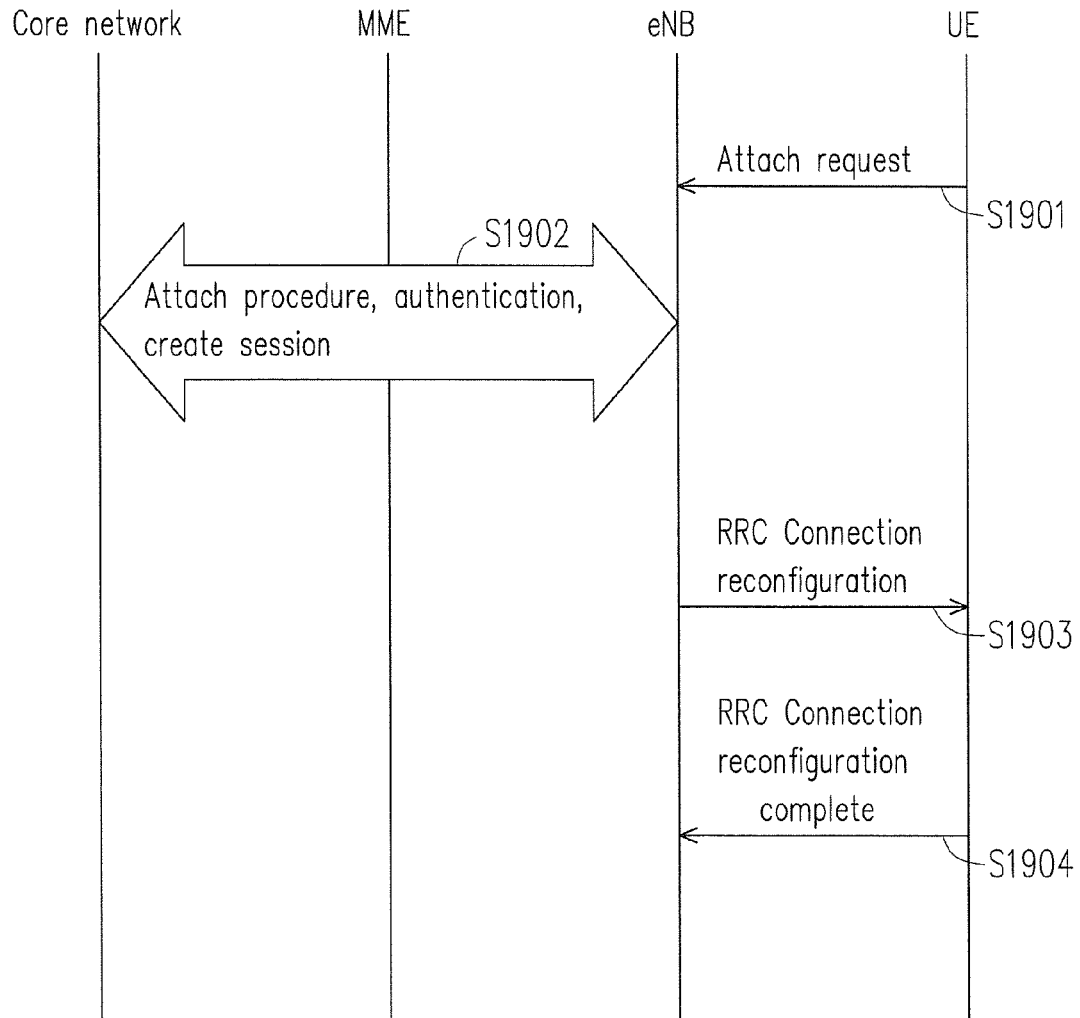 Core network
MME
eNB
UE
Attach request
S1901
S1902
Attach procedure, authentication,
create session
RRC Connection
reconfiguration
S1903
RRC Connection
reconfiguration
complete
S1904